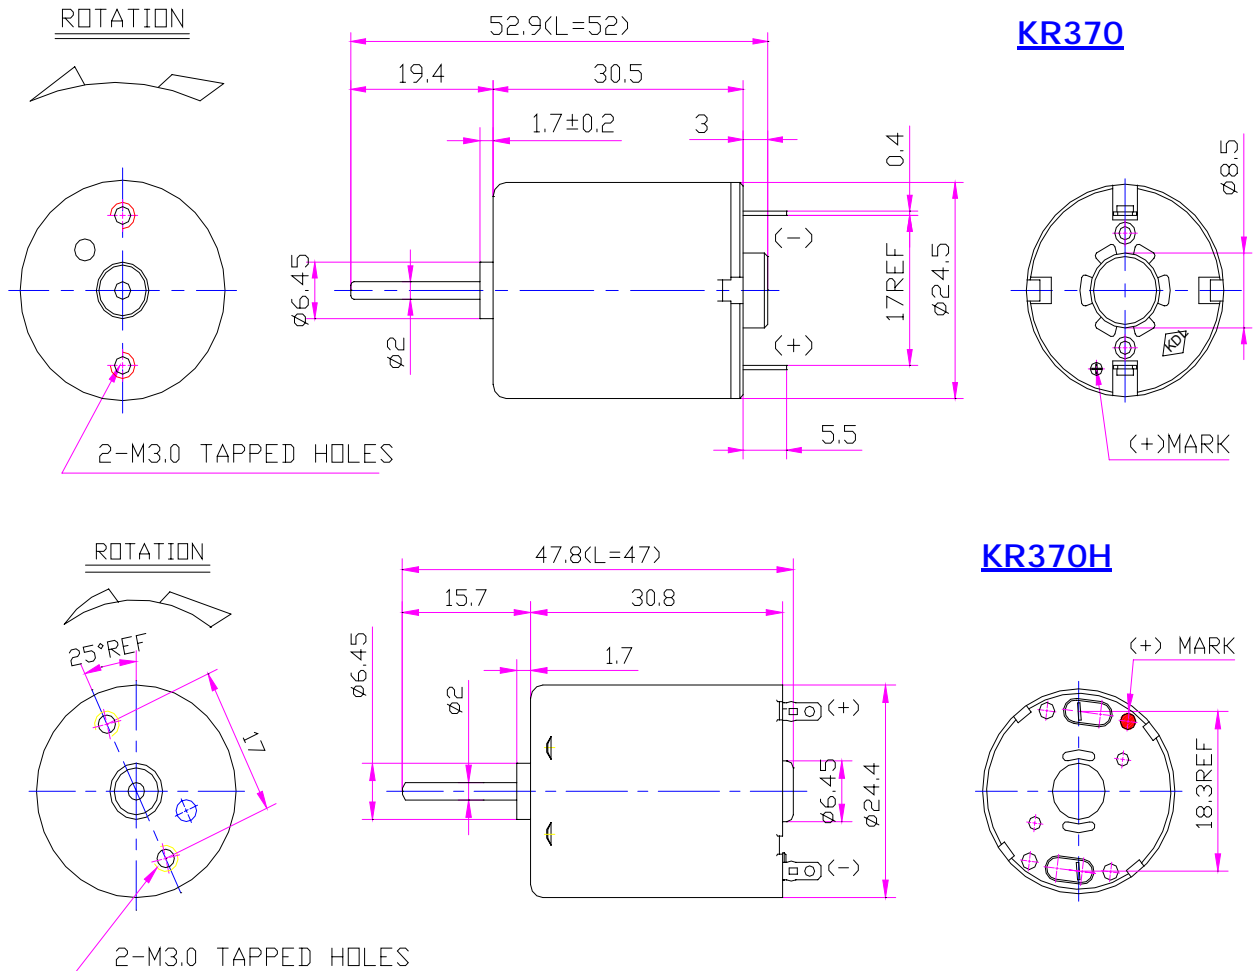 ROTATION
52.9(L=52)
KR370
19.4
30.5
1.7±0.2
3
0.4
ø8.5
(-)
ø6.45
17REF
ø24.5
ø2
(+)
KDL
5.5
2-M3.0 TAPPED HOLES
(+)MARK
ROTATION
47.8(L=47)
KR370H
15.7
30.8
25°REF
ø6.45
1.7
(+) MARK
ø2
(+)
17
ø6.45
ø24.4
18.3REF
(-)
2-M3.0 TAPPED HOLES